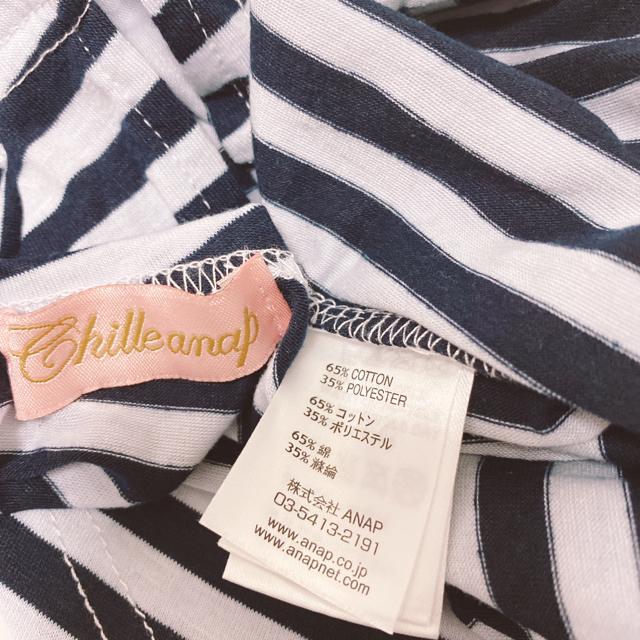 Chilleanap
65% COTTON
35% POLYESTER
65% コットン
35% ポリエステル
65% 綿
35% 滌綸
株式会社 ANAP
03-5413-2191
www.anap.co.jp
www.anapnet.com